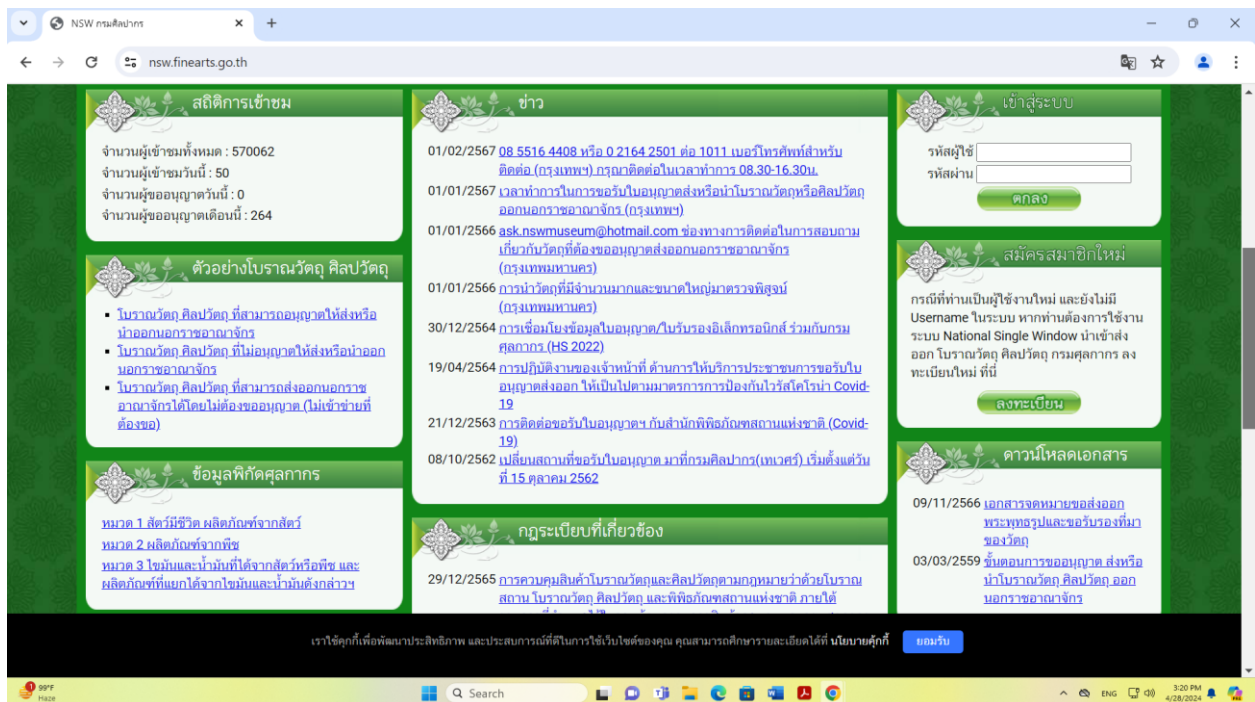 NSW กรมศิลปากร
nsw.finearts.go.th
สถิติการเข้าชม
จำนวนผู้เข้าชมทั้งหมด : 570062
จำนวนผู้เข้าชมวันนี้ : 50
จำนวนผู้ขออนุญาตวันนี้ : 0
จำนวนผู้ขออนุญาตเดือนนี้ : 264
ตัวอย่างโบราณวัตถุ ศิลปวัตถุ
โบราณวัตถุ ศิลปวัตถุ ที่สามารถอนุญาตให้ส่งหรือ
นำออกนอกราชอาณาจักร
โบราณวัตถุ ศิลปวัตถุ ที่ไม่อนุญาตให้ส่งหรือนำออก
นอกราชอาณาจักร
โบราณวัตถุ ศิลปวัตถุ ที่สามารถส่งออกนอกราช
อาณาจักรได้โดยไม่ต้องขออนุญาต (ไม่เข้าข่ายที่
ต้องขอ)
ข้อมูลพิกัดศุลกากร
หมวด 1 สัตว์มีชีวิต ผลิตภัณฑ์จากสัตว์
หมวด 2 ผลิตภัณฑ์จากพืช
หมวด 3 ไขมันและน้ำมันที่ได้จากสัตว์หรือพืช และ
ผลิตภัณฑ์ที่แยกได้จากไขมันและน้ำมันดังกล่าวฯ
ข่าว
01/02/2567 08 5516 4408 หรือ 0 2164 2501 ต่อ 1011 เบอร์โทรศัพท์สำหรับ
ติดต่อ (กรุงเทพฯ) กรุณาติดต่อในเวลาทำการ 08.30-16.30น.
01/01/2567 เวลาทำการในการขอรับใบอนุญาตส่งหรือนำโบราณวัตถุหรือศิลปวัตถุ
ออกนอกราชอาณาจักร (กรุงเทพฯ)
01/01/2566 ask.nswmuseum@hotmail.com ช่องทางการติดต่อในการสอบถาม
เกี่ยวกับวัตถุที่ต้องขออนุญาตส่งออกนอกราชอาณาจักร
(กรุงเทพมหานคร)
01/01/2566 การนำวัตถุที่มีจำนวนมากและขนาดใหญ่มาตรวจพิสูจน์
(กรุงเทพมหานคร)
30/12/2564 การเชื่อมโยงข้อมูลใบอนุญาต/ใบรับรองอิเล็กทรอนิกส์ ร่วมกับกรม
ศุลกากร (HS 2022)
19/04/2564 การปฏิบัติงานของเจ้าหน้าที่ ด้านการให้บริการประชาชนการขอรับใบ
อนุญาตส่งออก ให้เป็นไปตามมาตรการการป้องกันไวรัสโคโรน่า Covid-
19
21/12/2563 การติดต่อขอรับใบอนุญาตฯ กับสำนักพิพิธภัณฑสถานแห่งชาติ (Covid-
19)
08/10/2562 เปลี่ยนสถานที่ขอรับใบอนุญาต มาที่กรมศิลปากร(เทเวศร์) เริ่มตั้งแต่วัน
ที่ 15 ตุลาคม 2562
กฎระเบียบที่เกี่ยวข้อง
29/12/2565 การควบคุมสินค้าโบราณวัตถุและศิลปวัตถุตามกฎหมายว่าด้วยโบราณ
สถาน โบราณวัตถุ ศิลปวัตถุ และพิพิธภัณฑสถานแห่งชาติ ภายใต้
เข้าสู่ระบบ
รหัสผู้ใช้
รหัสผ่าน
ตกลง
สมัครสมาชิกใหม่
กรณีที่ท่านเป็นผู้ใช้งานใหม่ และยังไม่มี
Username ในระบบ หากท่านต้องการใช้งาน
ระบบ National Single Window นำเข้าส่ง
ออก โบราณวัตถุ ศิลปวัตถุ กรมศุลกากร ลง
ทะเบียนใหม่ ที่นี่
ลงทะเบียน
ดาวน์โหลดเอกสาร
09/11/2566 เอกสารจดหมายขอส่งออก
พระพุทธรูปและขอรับรองที่มา
ของวัตถุ
03/03/2559 ขั้นตอนการขออนุญาต ส่งหรือ
นำโบราณวัตถุ ศิลปวัตถุ ออก
นอกราชอาณาจักร
เราใช้คุกกี้เพื่อพัฒนาประสิทธิภาพ และประสบการณ์ที่ดีในการใช้เว็บไซต์ของคุณ คุณสามารถศึกษารายละเอียดได้ที่ นโยบายคุ้กกี้ ยอมรับ
99°F
Haze
Search
ENG
3:20 PM
4/28/2024